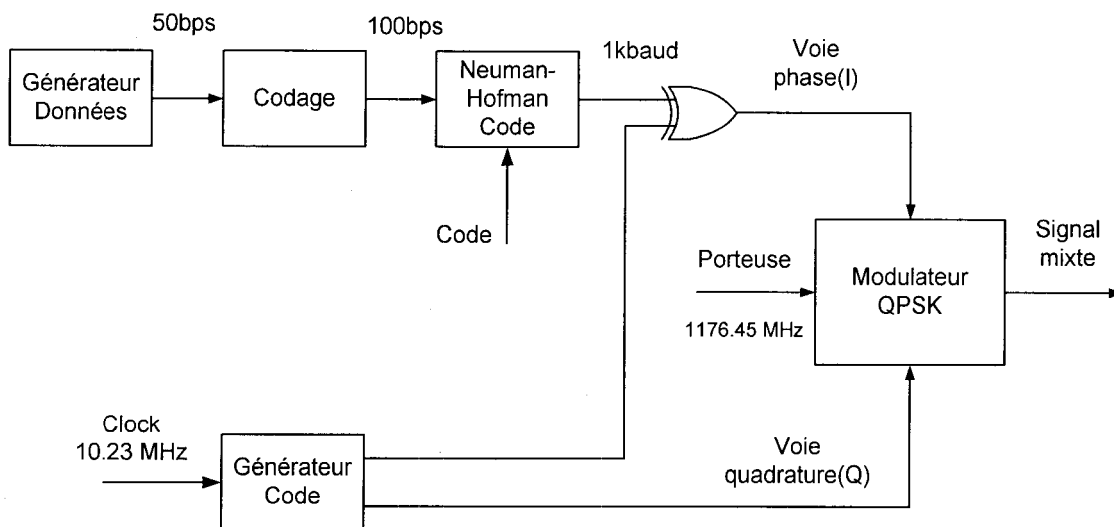 50bps
100bps
1kbaud
Voie
phase(I)
Générateur
Données
Codage
Neuman-
Hofman
Code
Code
Porteuse
1176.45 MHz
Modulateur
QPSK
Signal
mixte
Clock
10.23 MHz
Générateur
Code
Voie
quadrature(Q)